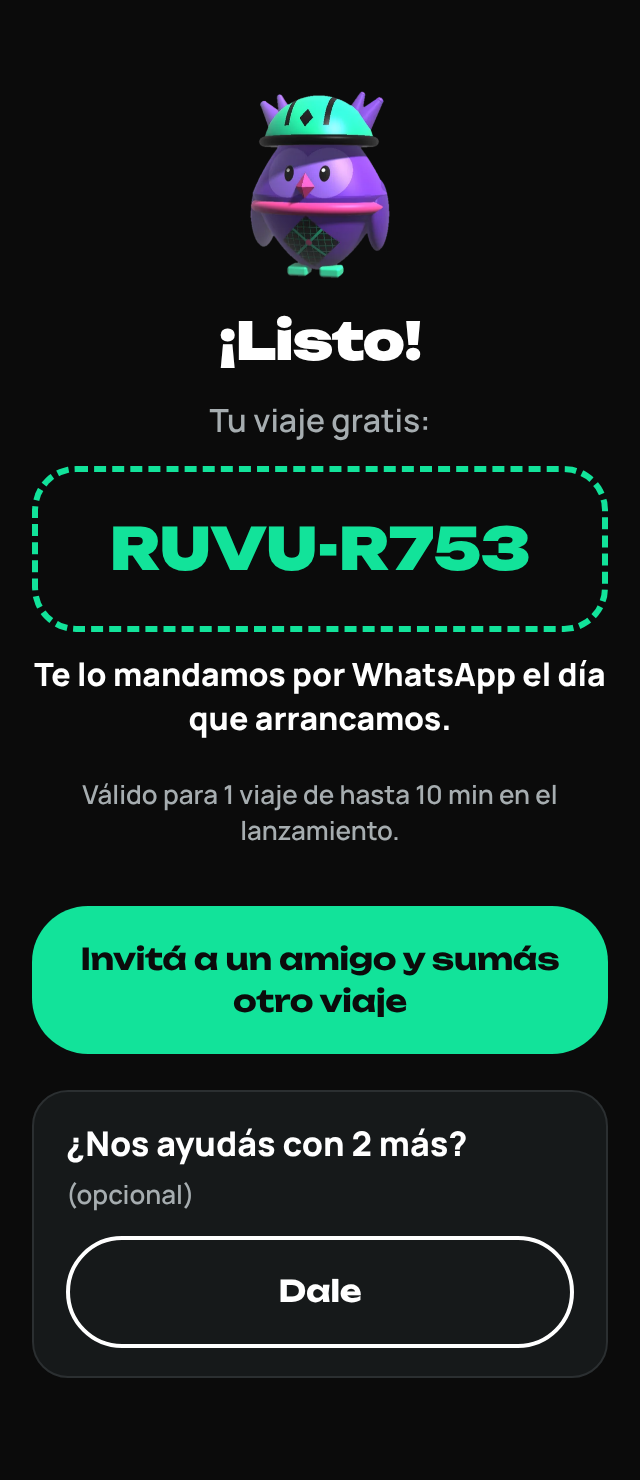 ¡Listo!
Tu viaje gratis:
RUVU-R753
Te lo mandamos por WhatsApp el día
que arrancamos.
Válido para 1 viaje de hasta 10 min en el
lanzamiento.
Invitá a un amigo y sumás
otro viaje
¿Nos ayudás con 2 más?
(opcional)
Dale